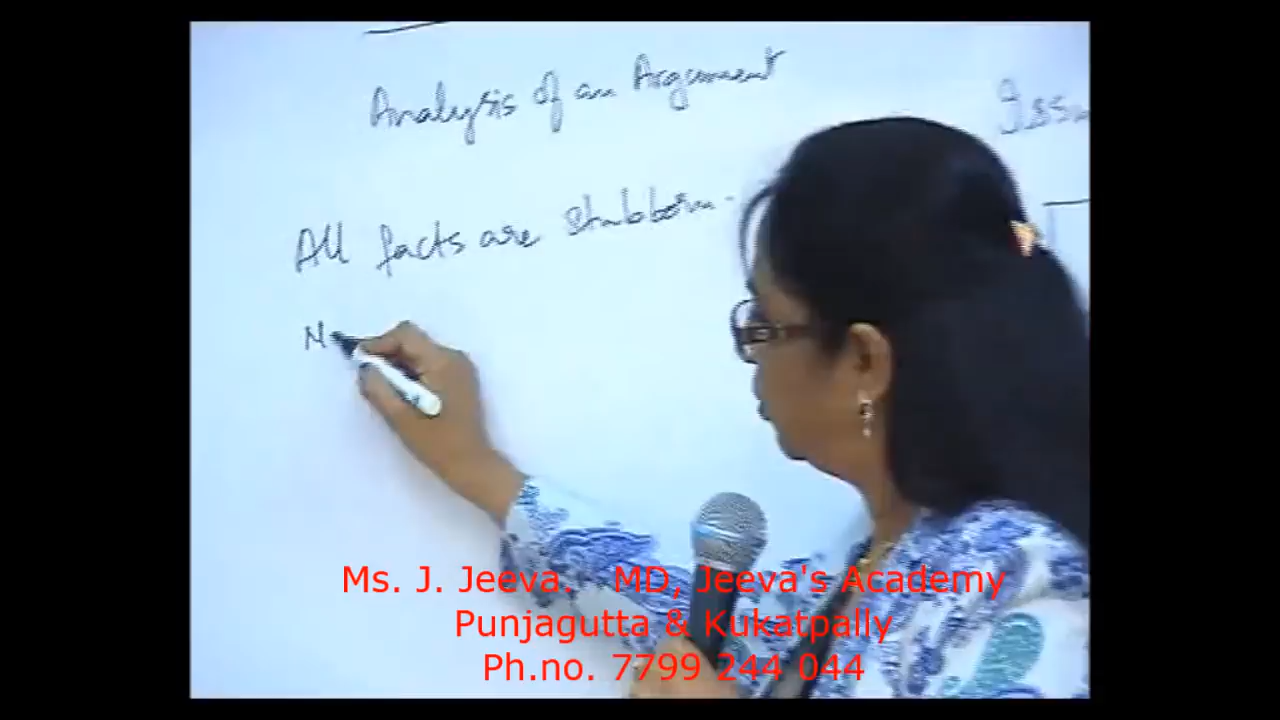 Analysis of an Argument
Issu
All facts are stubborn.
N
Ms. J. Jeeva. MD, Jeeva's Academy
Punjagutta & Kukatpally
Ph.no. 7799 244 044